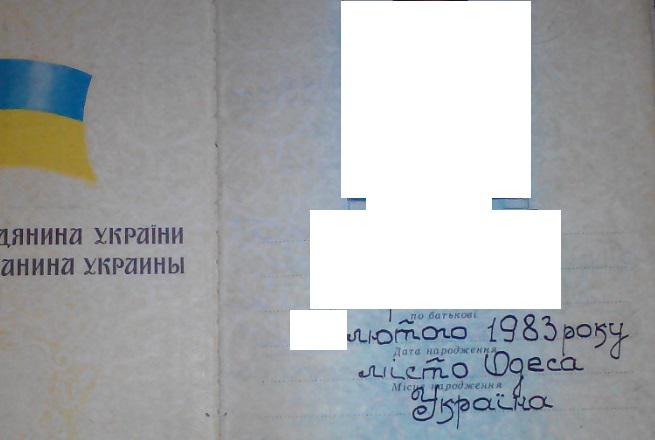 дянина україни
анина украины
по батькові
лютого 1983 року
Дата народження
місто Одеса
Місце народження
Україна